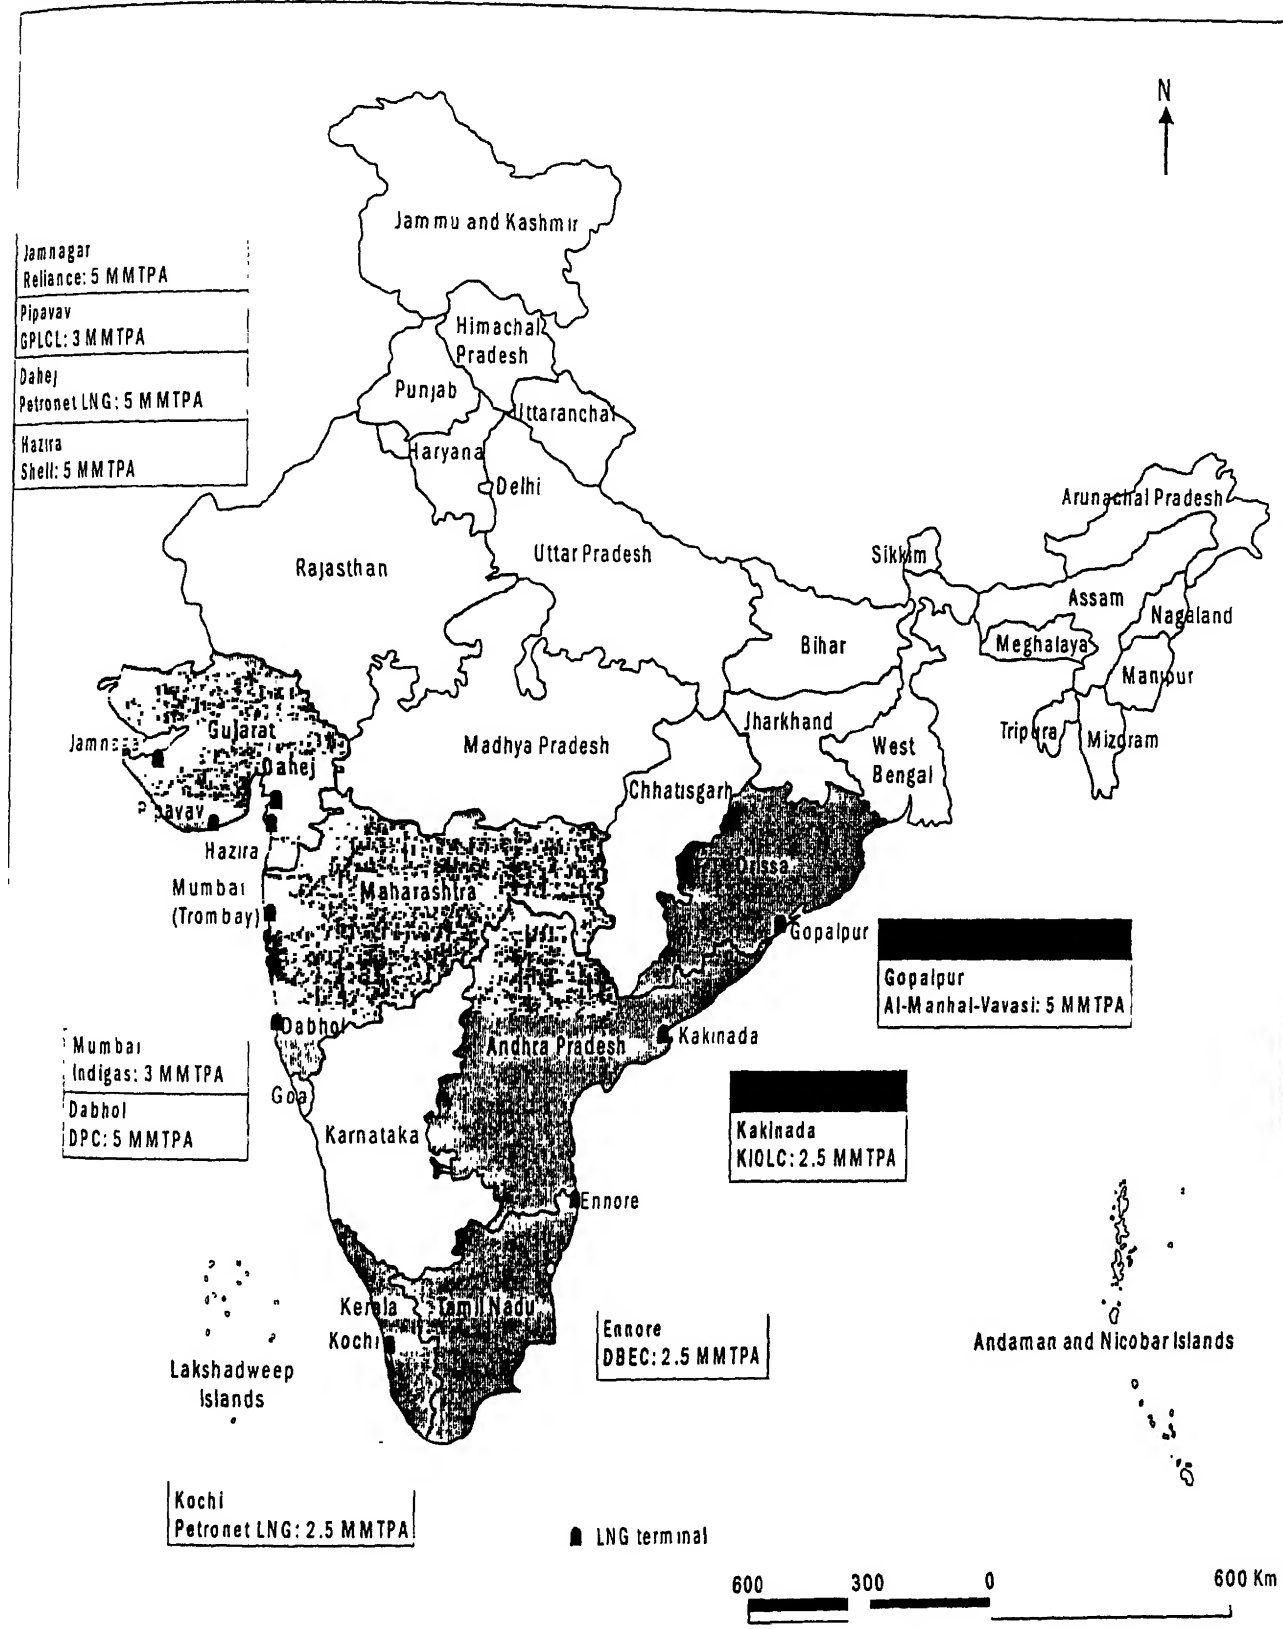 N
Jammu and Kashmir
Jamnagar
Reliance: 5 MMTPA
Pipavav
GPLCL: 3 MMTPA
Dahej
Petronet LNG: 5 MMTPA
Hazira
Shell: 5 MMTPA
Himachal
Pradesh
Punjab
Uttaranchal
Haryana
Delhi
Arunachal Pradesh
Rajasthan
Uttar Pradesh
Sikkim
Assam
Nagaland
Bihar
Meghalaya
Manipur
Jharkhand
Tripura
Mizoram
Gujarat
Jamnagar
Madhya Pradesh
West
Bengal
Dahej
Chhatisgarh
Pipavav
Hazira
Orissa
Mumbai
(Trombay)
Maharashtra
Gopalpur
Gopalpur
Al-Manhal-Vavasi: 5 MMTPA
Dabhol
Kakinada
Andhra Pradesh
Mumbai
Indigas: 3 MMTPA
Dabhol
DPC: 5 MMTPA
Goa
Karnataka
Kakinada
KIOLC: 2.5 MMTPA
Ennore
Kerala
Tamil Nadu
Kochi
Ennore
DBEC: 2.5 MMTPA
Andaman and Nicobar Islands
Lakshadweep
Islands
Kochi
Petronet LNG: 2.5 MMTPA
LNG terminal
600 300 0 600 Km